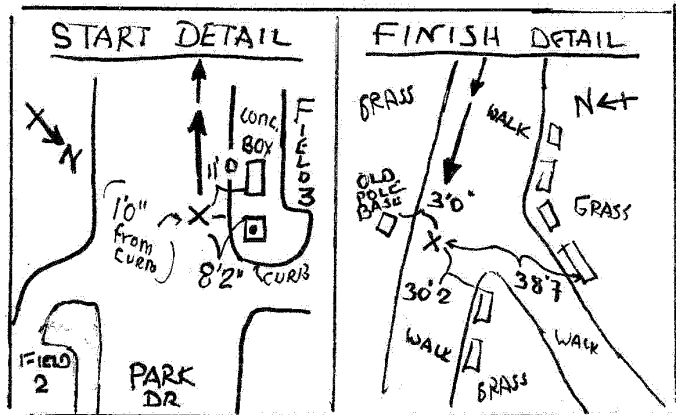 START DETAIL
N
CONC.
BOX
FIELD 3
11'0
1'0"
from
CURB
8'2"
CURB
FIELD
2
PARK
DR
FINISH DETAIL
GRASS
WALK
N
OLD
POLE
BASE
3'0"
GRASS
30'2
38'7
WALK
GRASS
WALK